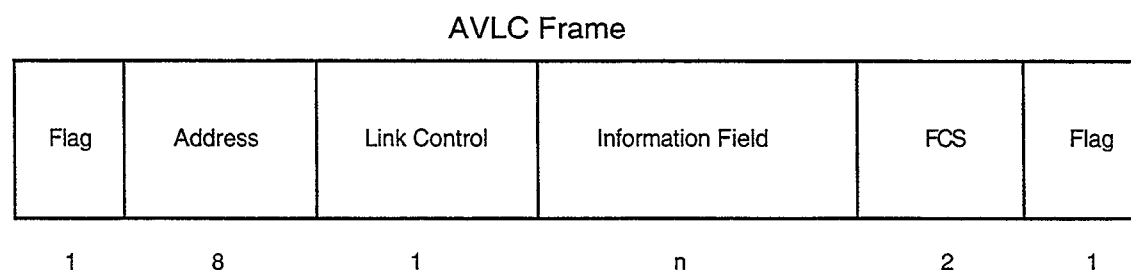 AVLC Frame
Flag Address Link Control Information Field FCS Flag
1 8 1 n 2 1